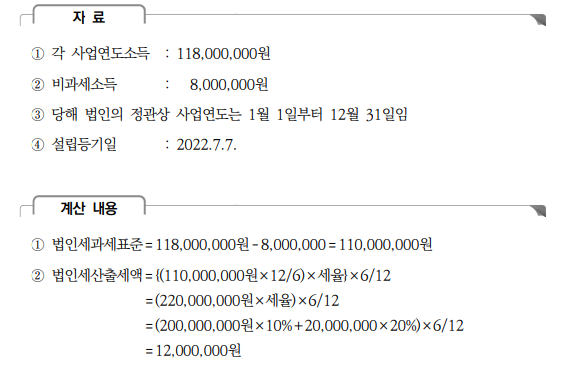 자 료
① 각 사업연도소득 : 118,000,000원
② 비과세소득 : 8,000,000원
③ 당해 법인의 정관상 사업연도는 1월 1일부터 12월 31일임
④ 설립등기일 : 2022.7.7.
계산 내용
① 법인세과세표준 = 118,000,000원 - 8,000,000 = 110,000,000원
② 법인세산출세액 = {(110,000,000원×12/6)×세율}×6/12
= (220,000,000원×세율)×6/12
= (200,000,000원×10%+20,000,000×20%)×6/12
= 12,000,000원